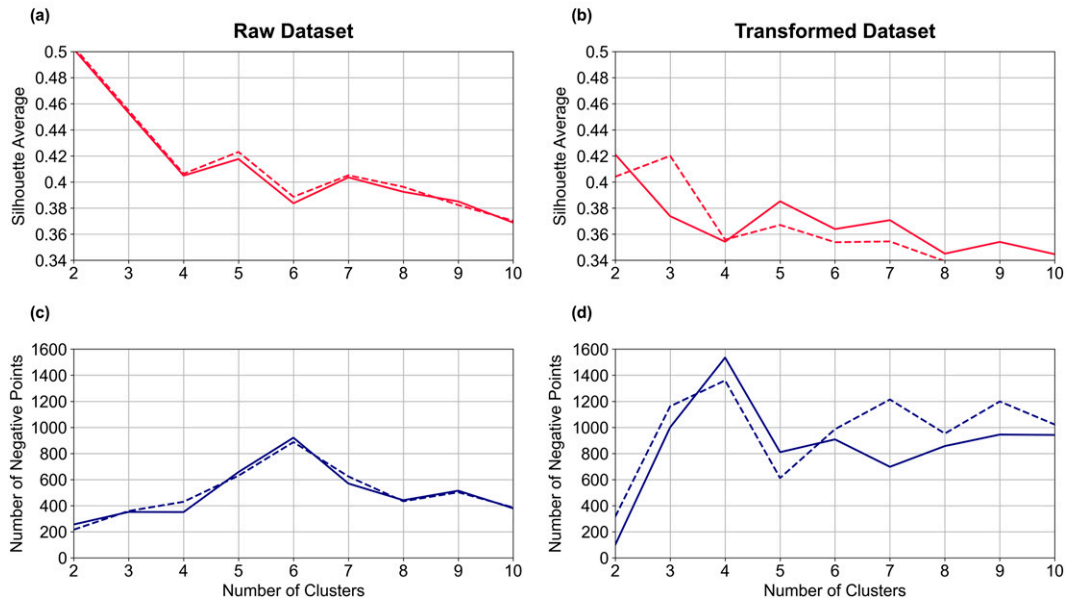 (a)
Raw Dataset
Silhouette Average
0.5
0.48
0.46
0.44
0.42
0.4
0.38
0.36
0.34
2 3 4 5 6 7 8 9 10
(b)
Transformed Dataset
Silhouette Average
0.5
0.48
0.46
0.44
0.42
0.4
0.38
0.36
0.34
2 3 4 5 6 7 8 9 10
(c)
Number of Negative Points
1600
1400
1200
1000
800
600
400
200
0
2 3 4 5 6 7 8 9 10
Number of Clusters
(d)
Number of Negative Points
1600
1400
1200
1000
800
600
400
200
0
2 3 4 5 6 7 8 9 10
Number of Clusters